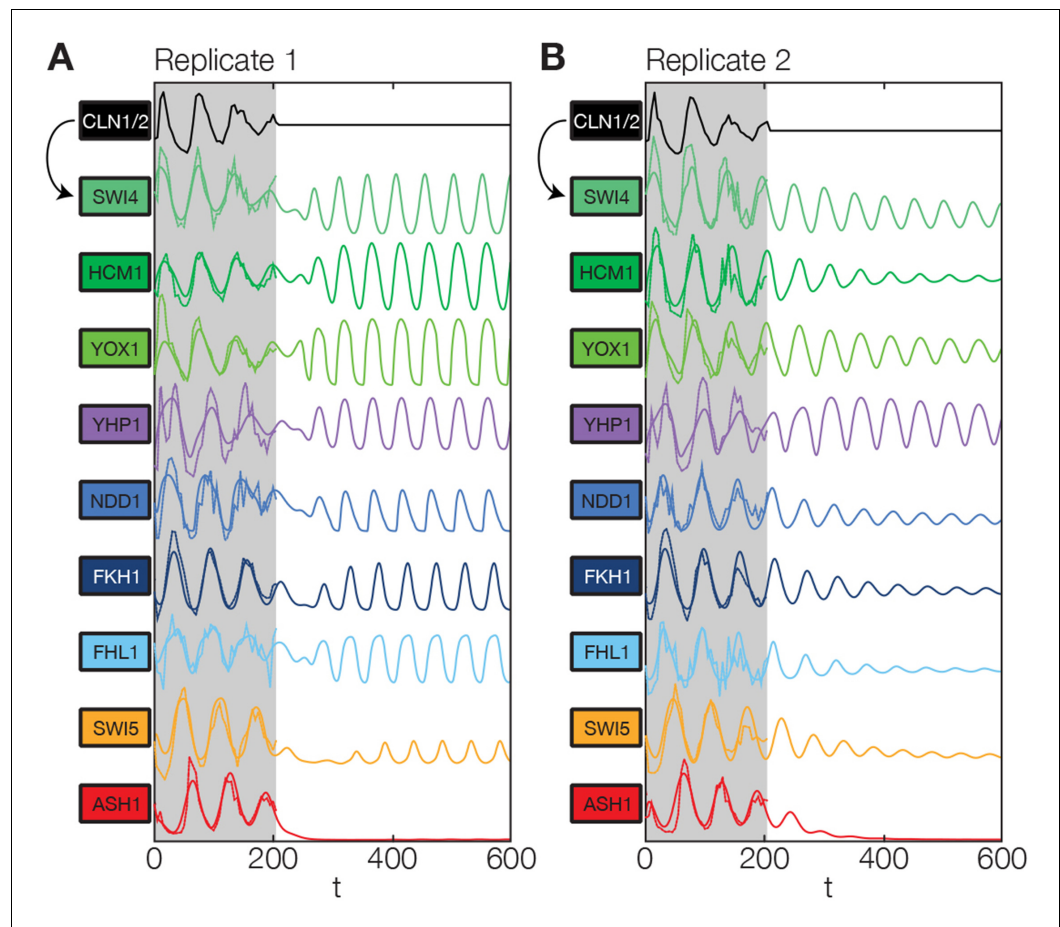 A
Replicate 1
CLN1/2
SWI4
HCM1
YOX1
YHP1
NDD1
FKH1
FHL1
SWI5
ASH1
0 200 400 600
t
B
Replicate 2
CLN1/2
SWI4
HCM1
YOX1
YHP1
NDD1
FKH1
FHL1
SWI5
ASH1
0 200 400 600
t